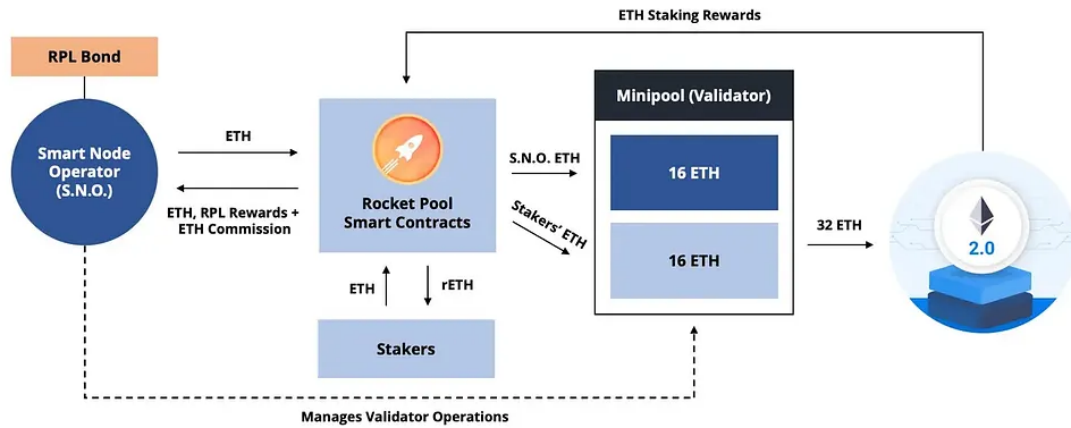 ETH Staking Rewards
RPL Bond
Smart Node
Operator
(S.N.O.)
ETH
ETH, RPL Rewards +
ETH Commission
Rocket Pool
Smart Contracts
ETH
rETH
Stakers
S.N.O. ETH
Stakers' ETH
Minipool (Validator)
16 ETH
16 ETH
32 ETH
2.0
Manages Validator Operations